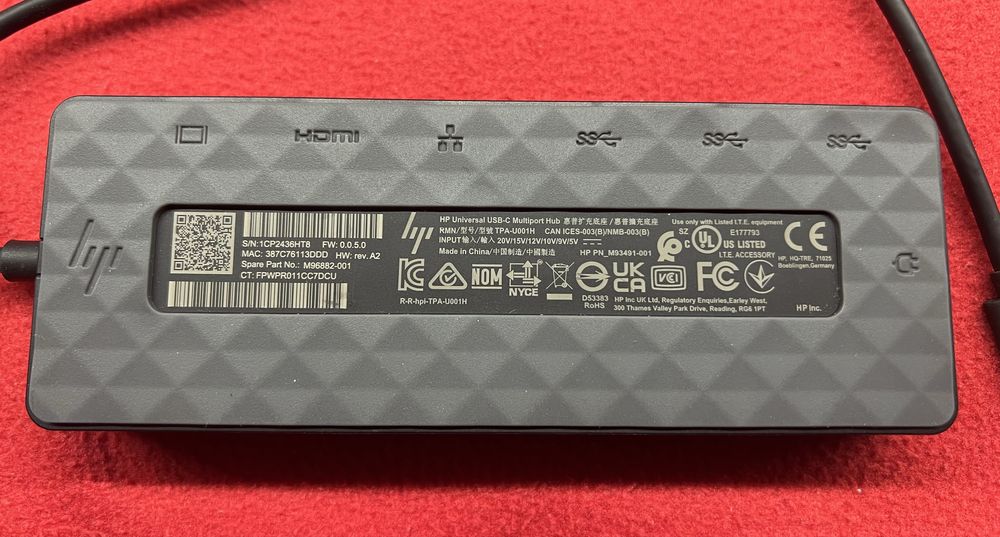 HDMI
SS
SS
SS
hp
S/N:1CP2436HT8 FW: 0.0.5.0
MAC: 387C76113DDD HW: rev. A2
Spare Part No.: M96882-001
CT: FPWPR011CC7DCU
hp
HP Universal USB-C Multiport Hub 惠普扩充底座 / 惠普擴充底座
RMN/型号/型號 TPA-U001H CAN ICES-003(B)/NMB-003(B)
INPUT/输入/輸入 20V/15V/12V/10V/9V/5V
Made in China/中国制造/中國製造 HP PN_M93491-001
R-R-hpi-TPA-U001H
NOM
NYCE
D53383
RoHS
UK
CA
VCI
FC
HP Inc UK Ltd, Regulatory Enquiries,Earley West,
300 Thames Valley Park Drive, Reading, RG6 1PT
Use only with Listed I.T.E. equipment
SZ
C
UL
E177793
US LISTED
I.T.E. ACCESSORY
CE
HP, HQ-TRE, 71025
Boeblingen,Germany
HP Inc.